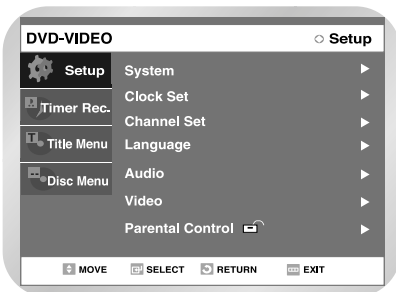 DVD-VIDEO Setup
Setup
Timer Rec.
Title Menu
Disc Menu
System
Clock Set
Channel Set
Language
Audio
Video
Parental Control
MOVE SELECT RETURN EXIT